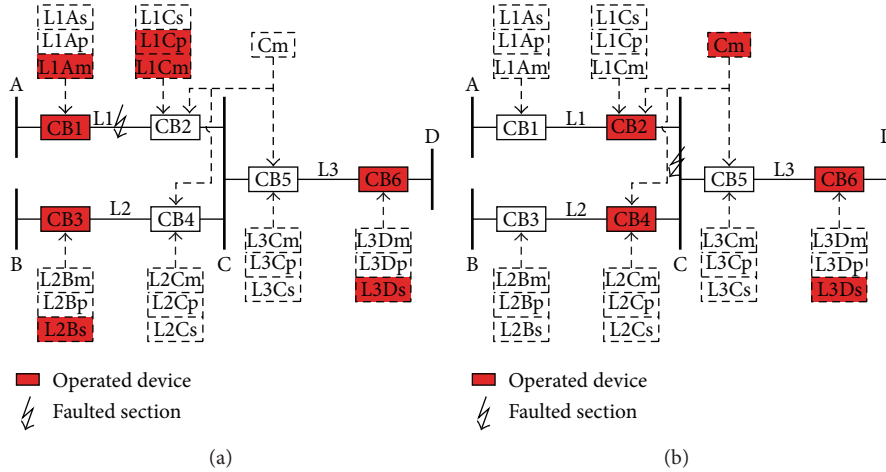 L1As
L1Ap
L1Am
L1Cs
L1Cp
L1Cm
Cm
A
CB1
L1
CB2
D
CB5
L3
CB6
CB3
L2
CB4
B
C
L2Bm
L2Bp
L2Bs
L2Cm
L2Cp
L2Cs
L3Cm
L3Cp
L3Cs
L3Dm
L3Dp
L3Ds
Operated device
Faulted section
(a)
L1As
L1Ap
L1Am
L1Cs
L1Cp
L1Cm
Cm
A
CB1
L1
CB2
CB5
L3
CB6
CB3
L2
CB4
B
C
L2Bm
L2Bp
L2Bs
L2Cm
L2Cp
L2Cs
L3Cm
L3Cp
L3Cs
L3Dm
L3Dp
L3Ds
Operated device
Faulted section
(b)